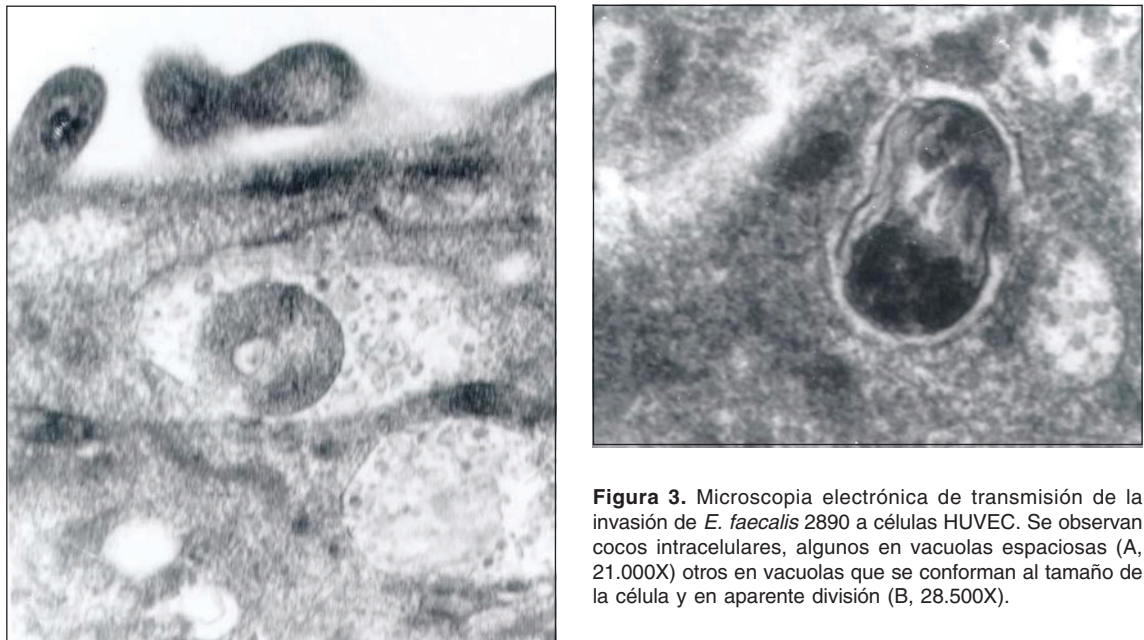 Figura 3. Microscopia electrónica de transmisión de la
invasión de E. faecalis 2890 a células HUVEC. Se observan
cocos intracelulares, algunos en vacuolas espaciosas (A,
21.000X) otros en vacuolas que se conforman al tamaño de
la célula y en aparente división (B, 28.500X).